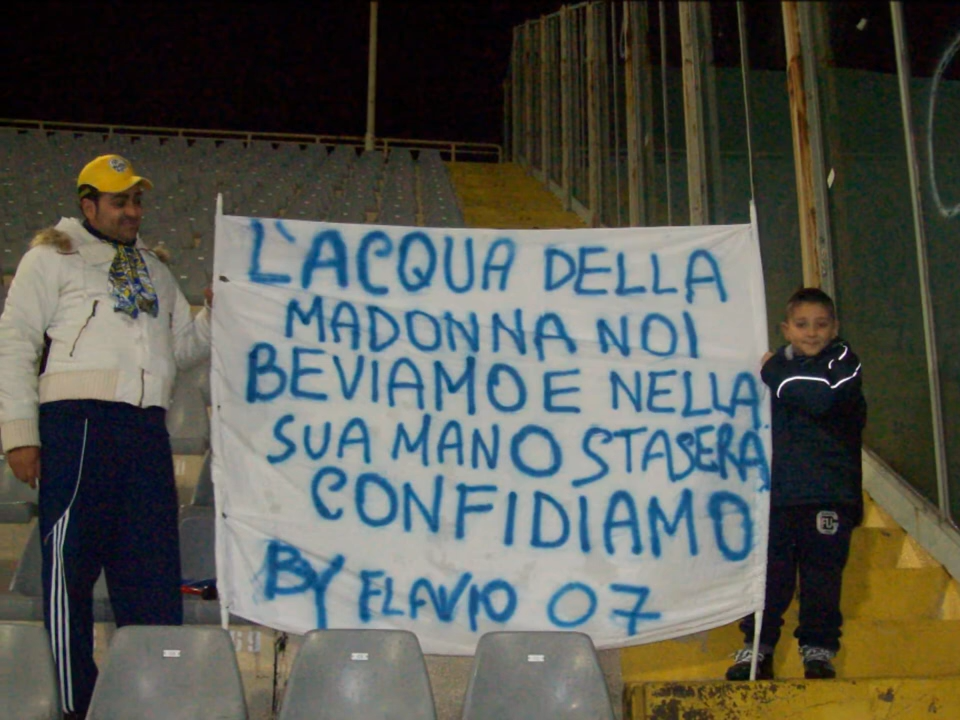 L'ACQUA DELLA
MADONNA NOI
BEVIAMO E NELLA
SUA MANO STASERA
CONFIDIAMO
BY FLAVIO 07